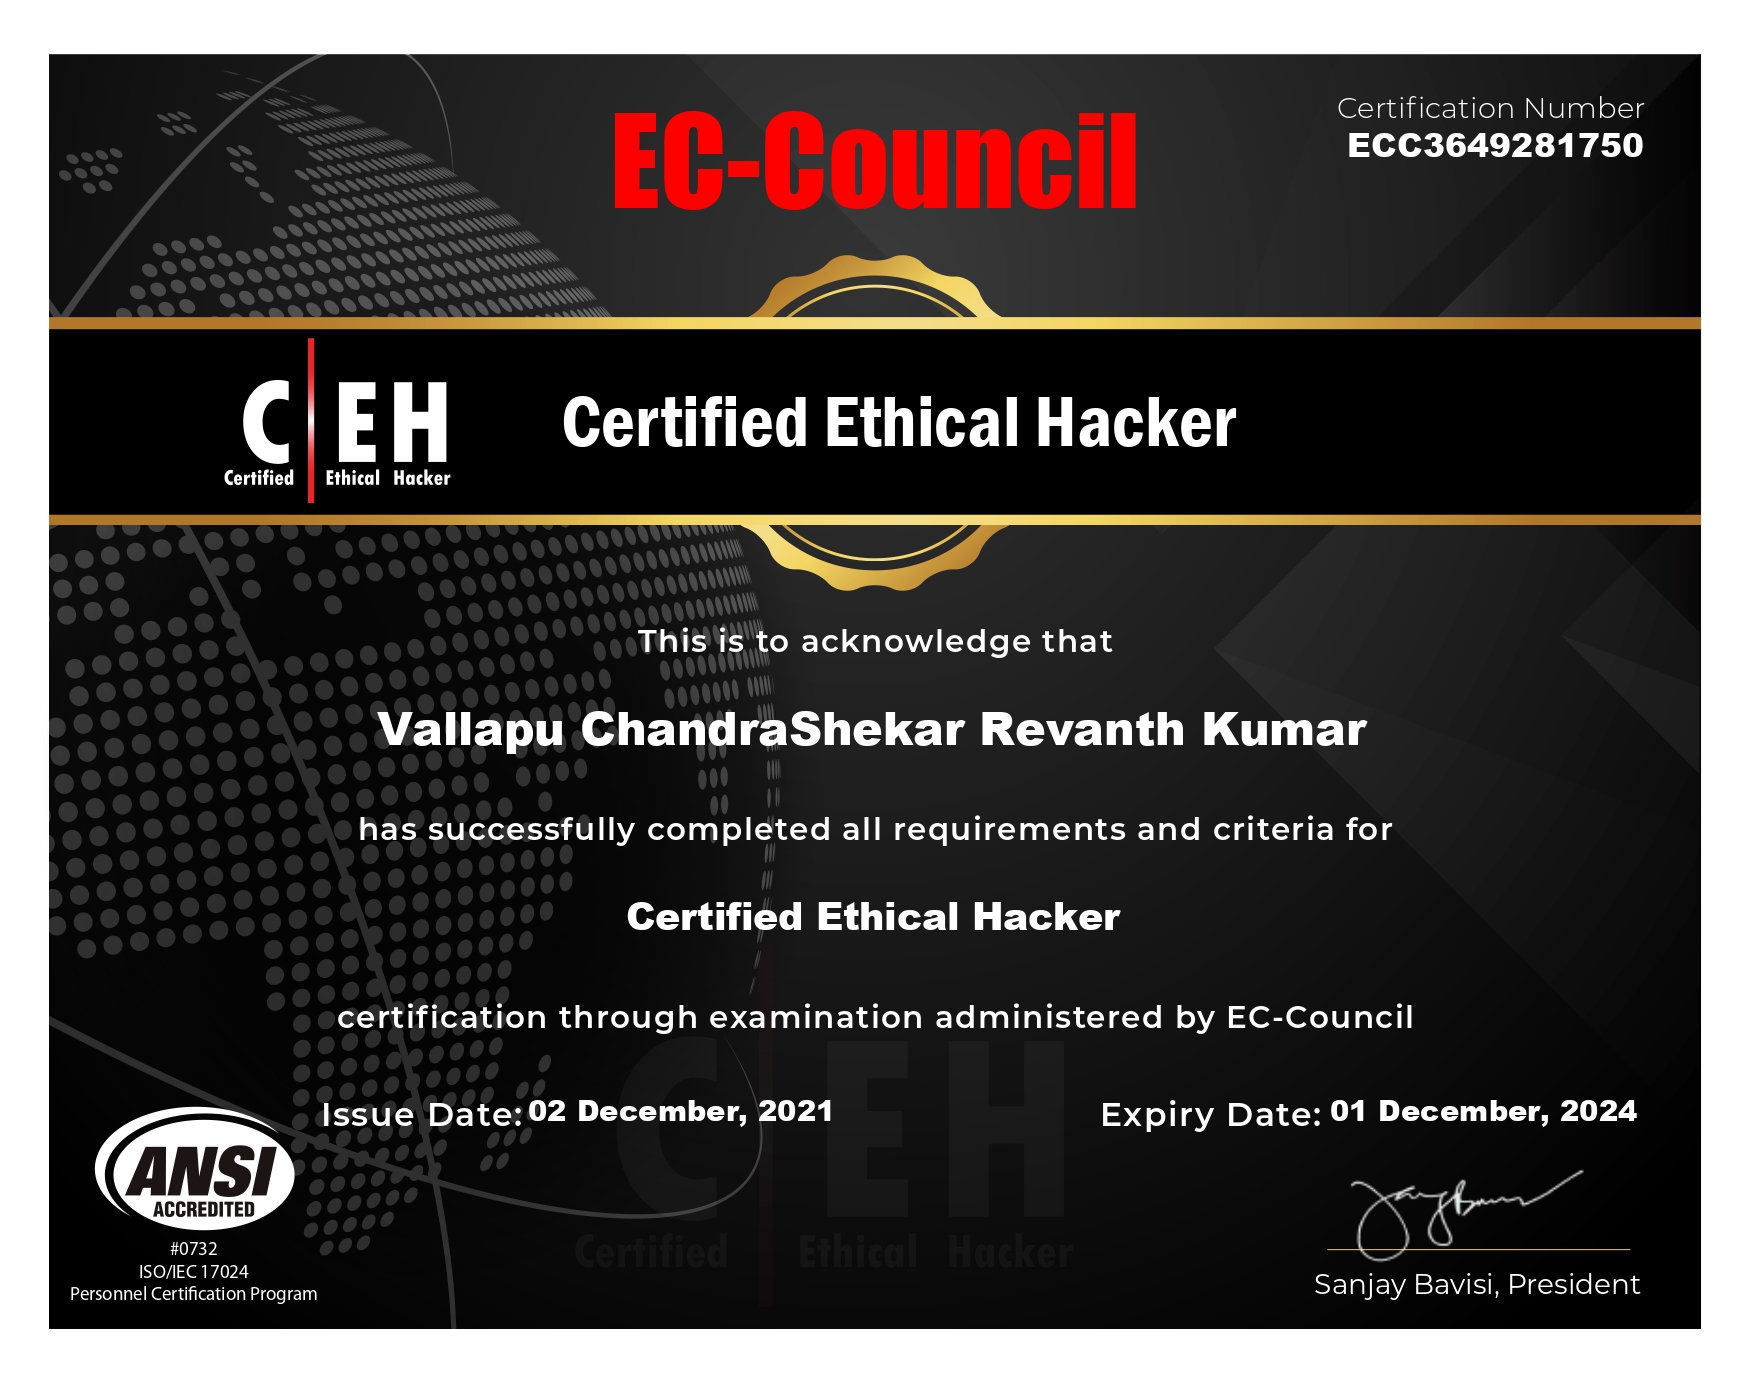 Certification Number
ECC3649281750
EC-Council
C EH
Certified Ethical Hacker
Certified Ethical Hacker
This is to acknowledge that
Vallapu ChandraShekar Revanth Kumar
has successfully completed all requirements and criteria for
Certified Ethical Hacker
certification through examination administered by EC-Council
Issue Date: 02 December, 2021
Expiry Date: 01 December, 2024
C EH
Certified Ethical Hacker
ANSI
ACCREDITED
#0732
ISO/IEC 17024
Personnel Certification Program
Sanjay Bavisi, President